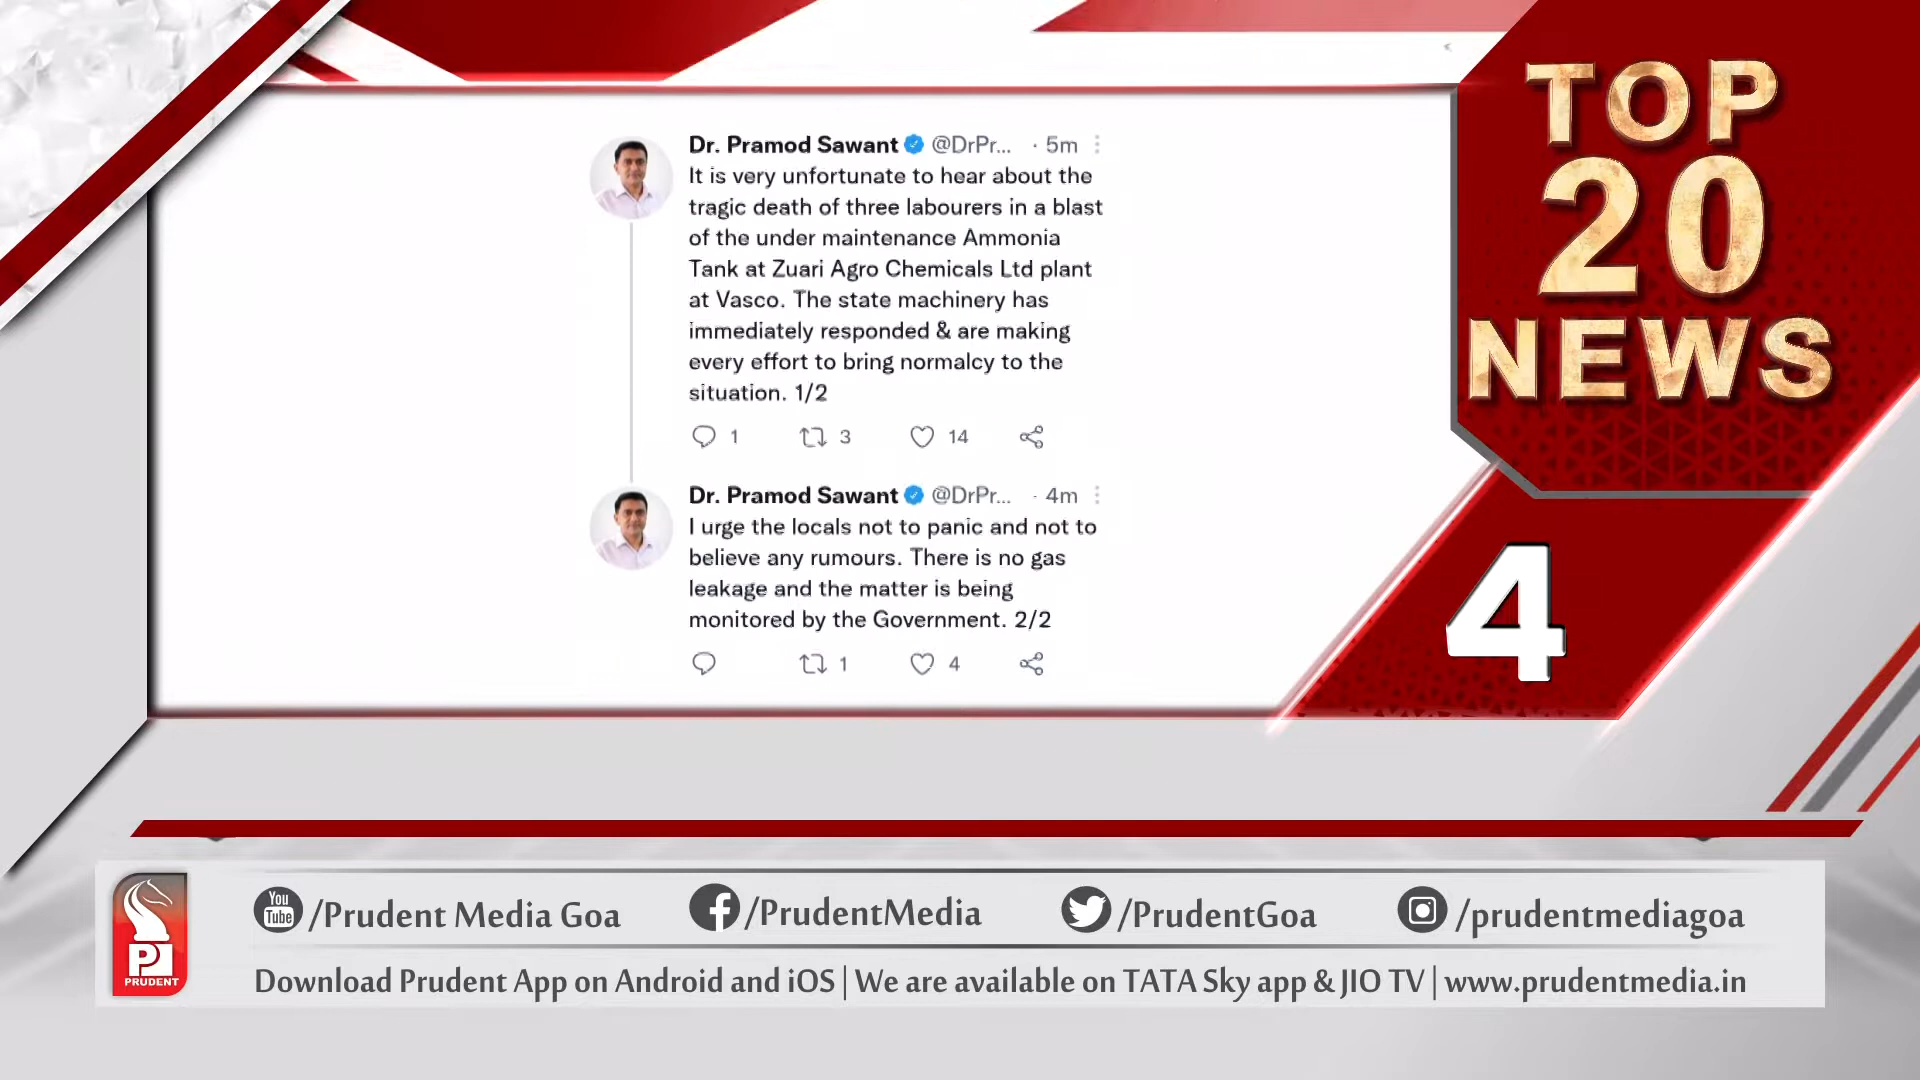 Dr. Pramod Sawant @DrPr... · 5m
It is very unfortunate to hear about the
tragic death of three labourers in a blast
of the under maintenance Ammonia
Tank at Zuari Agro Chemicals Ltd plant
at Vasco. The state machinery has
immediately responded & are making
every effort to bring normalcy to the
situation. 1/2
1 3 14
Dr. Pramod Sawant @DrPr... · 4m
I urge the locals not to panic and not to
believe any rumours. There is no gas
leakage and the matter is being
monitored by the Government. 2/2
1 4
TOP
20
NEWS
4
PRUDENT
You Tube /Prudent Media Goa /PrudentMedia /PrudentGoa /prudentmediagoa
Download Prudent App on Android and iOS | We are available on TATA Sky app & JIO TV | www.prudentmedia.in